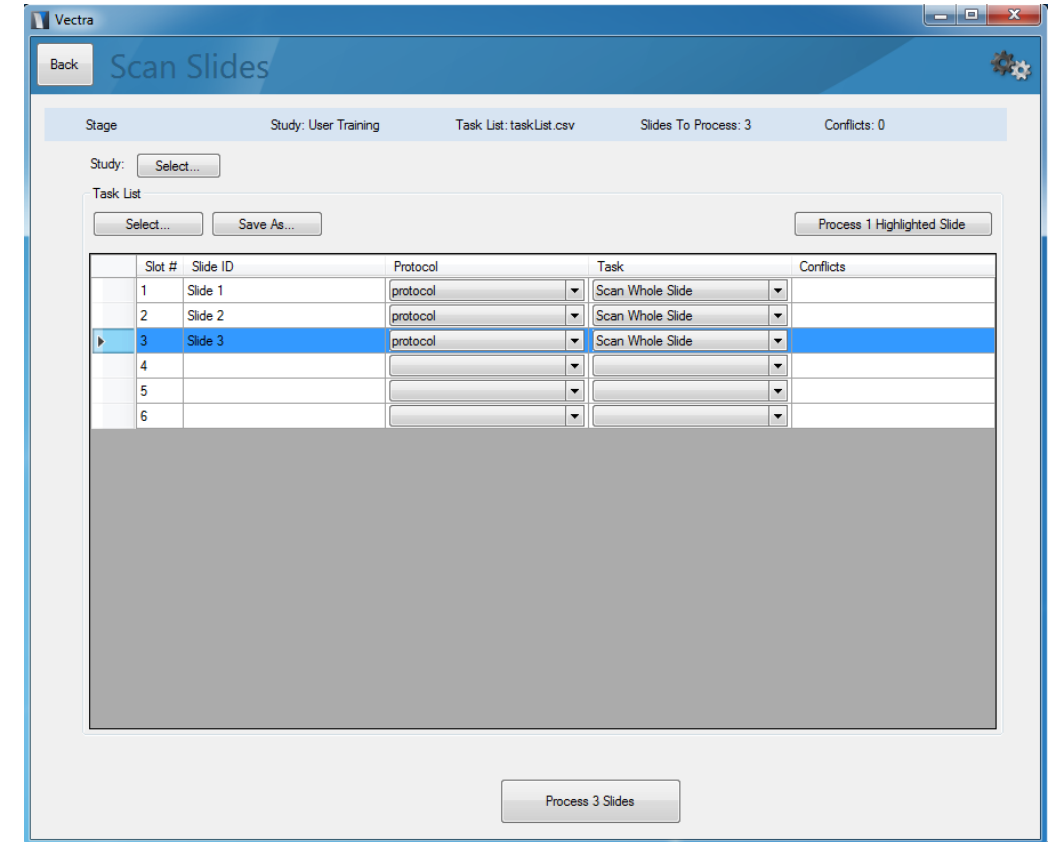 Vectra
Back Scan Slides
Stage Study: User Training Task List: taskList.csv Slides To Process: 3 Conflicts: 0
Study: Select...
Task List
Select... Save As... Process 1 Highlighted Slide
Slot # Slide ID Protocol Task Conflicts
1 Slide 1 protocol Scan Whole Slide
2 Slide 2 protocol Scan Whole Slide
3 Slide 3 protocol Scan Whole Slide
4
5
6
Process 3 Slides